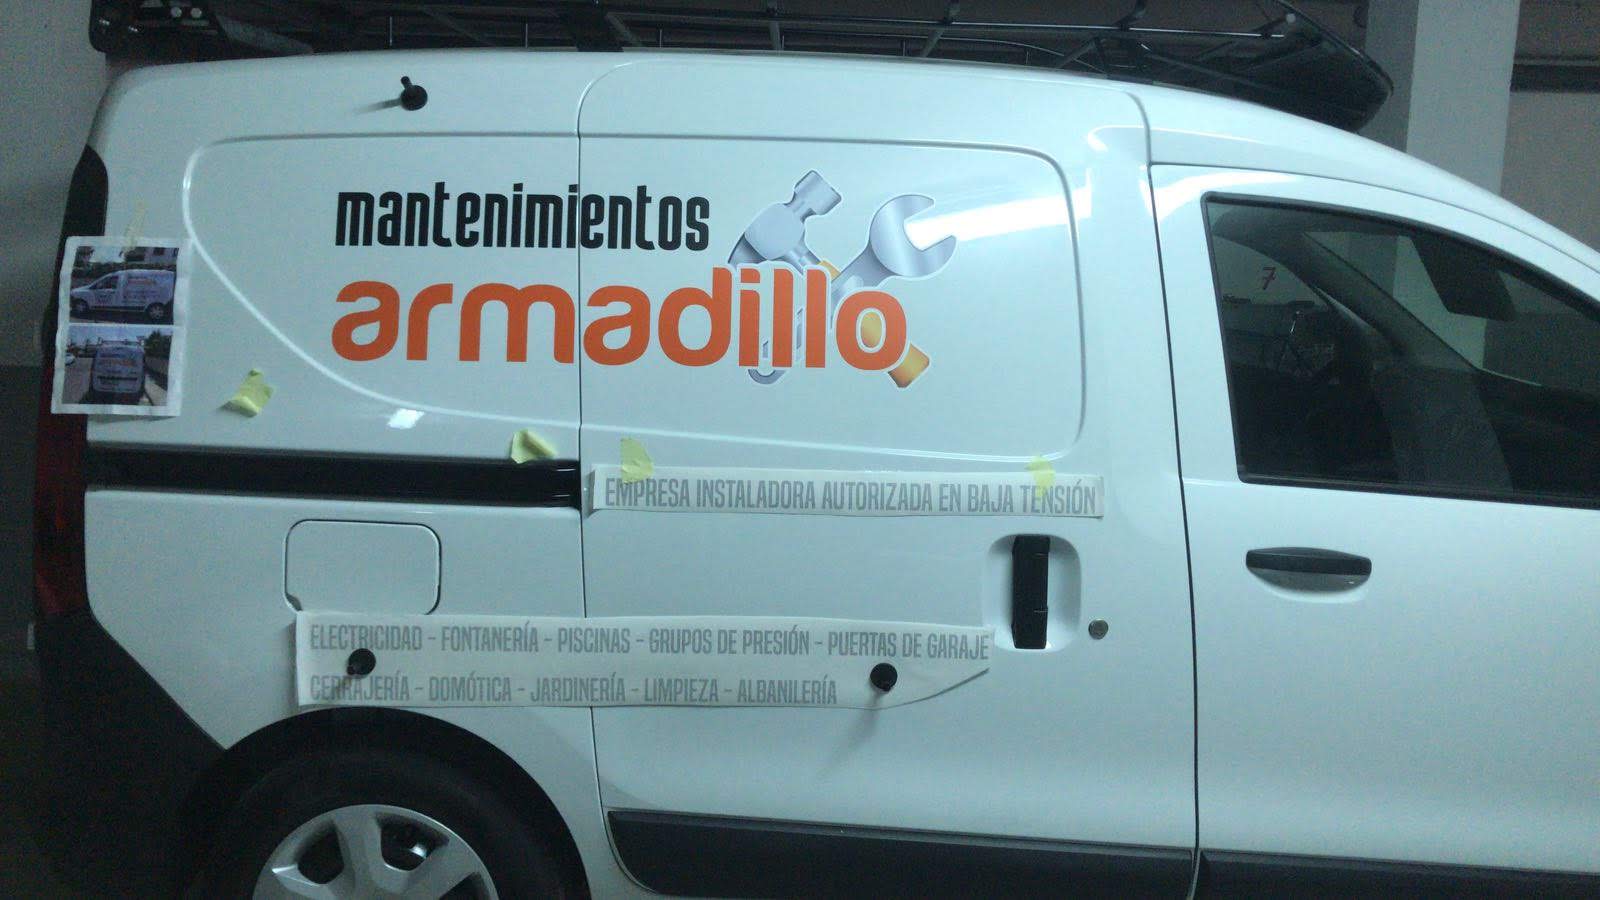 mantenimientos
armadillo
EMPRESA INSTALADORA AUTORIZADA EN BAJA TENSIÓN
ELECTRICIDAD - FONTANERÍA - PISCINAS - GRUPOS DE PRESIÓN - PUERTAS DE GARAJE
CERRAJERÍA - DOMÓTICA - JARDINERÍA - LIMPIEZA - ALBANILERÍA
7